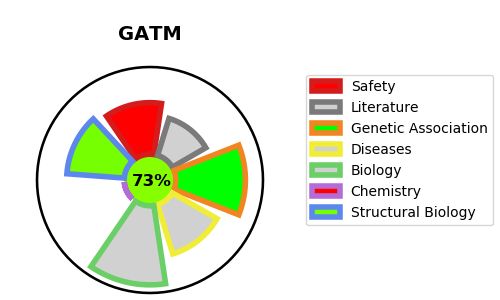 GATM
73%
Safety
Literature
Genetic Association
Diseases
Biology
Chemistry
Structural Biology